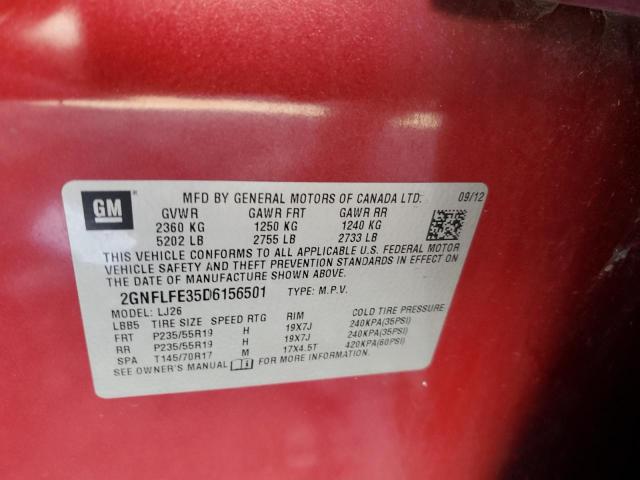 GM
MFD BY GENERAL MOTORS OF CANADA LTD. 09/12
GVWR GAWR FRT GAWR RR
2360 KG 1250 KG 1240 KG
5202 LB 2755 LB 2733 LB
THIS VEHICLE CONFORMS TO ALL APPLICABLE U.S. FEDERAL MOTOR
VEHICLE SAFETY AND THEFT PREVENTION STANDARDS IN EFFECT ON
THE DATE OF MANUFACTURE SHOWN ABOVE.
2GNFLFE35D6156501 TYPE: M.P.V.
MODEL: LJ26
LBB5 TIRE SIZE SPEED RTG RIM COLD TIRE PRESSURE
FRT P235/55R19 H 19X7J 240KPA(35PSI)
RR P235/55R19 H 19X7J 240KPA(35PSI)
SPA T145/70R17 M 17X4.5T 420KPA(60PSI)
SEE OWNER'S MANUAL FOR MORE INFORMATION.